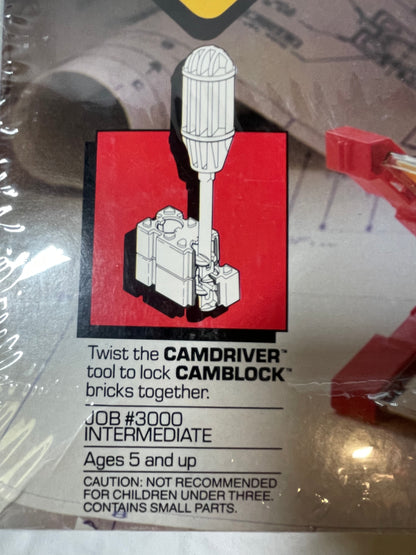 Twist the CAMDRIVER™
tool to lock CAMBLOCK™
bricks together.
JOB #3000
INTERMEDIATE
Ages 5 and up
CAUTION: NOT RECOMMENDED
FOR CHILDREN UNDER THREE.
CONTAINS SMALL PARTS.